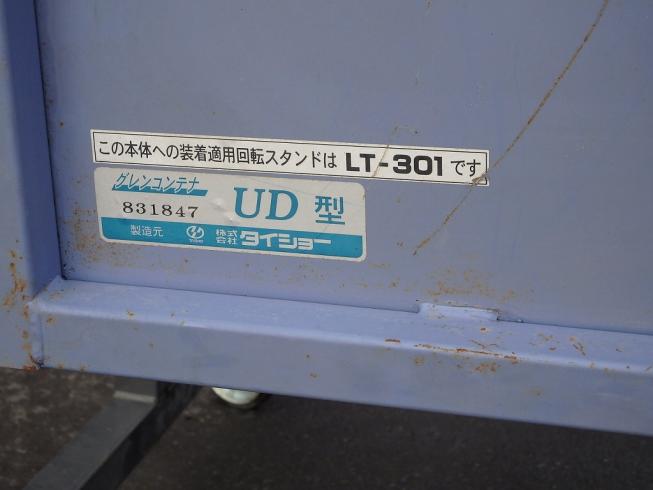 この本体への装着適用回転スタンドは LT-301 です
グレンコンテナ
831847 UD 型
製造元 株式会社 タイショー